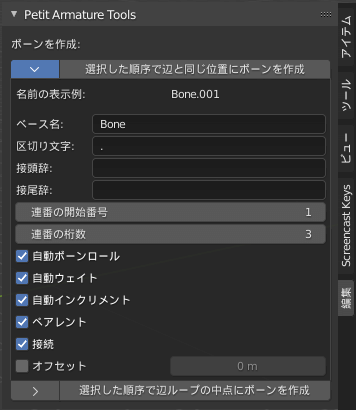 Petit Armature Tools
ボーンを作成:
選択した順序で辺と同じ位置にボーンを作成
名前の表示例: Bone.001
ベース名: Bone
区切り文字: .
接頭辞:
接尾辞:
連番の開始番号 1
連番の桁数 3
自動ボーンロール
自動ウェイト
自動インクリメント
ペアレント
接続
オフセット 0 m
選択した順序で辺ループの中点にボーンを作成
アイテム
ツール
ビュー
Screencast Keys
編集